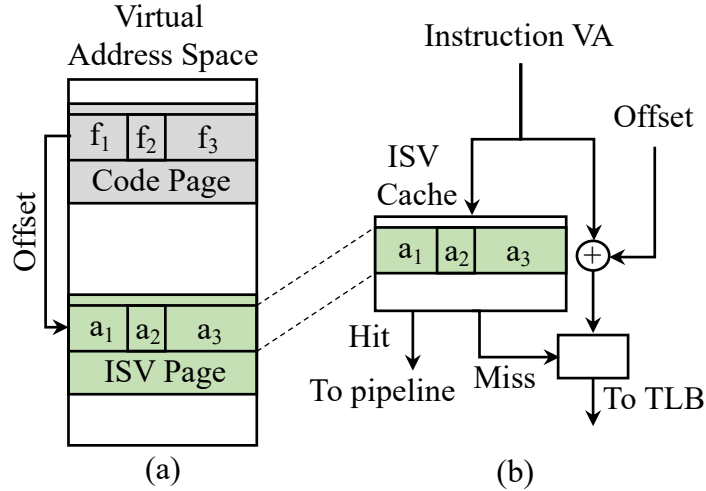 Virtual
Address Space
f₁ f₂ f₃
Code Page
Offset
a₁ a₂ a₃
ISV Page
(a)
Instruction VA
Offset
ISV
Cache
a₁ a₂ a₃
+
Hit
Miss
To pipeline
To TLB
(b)